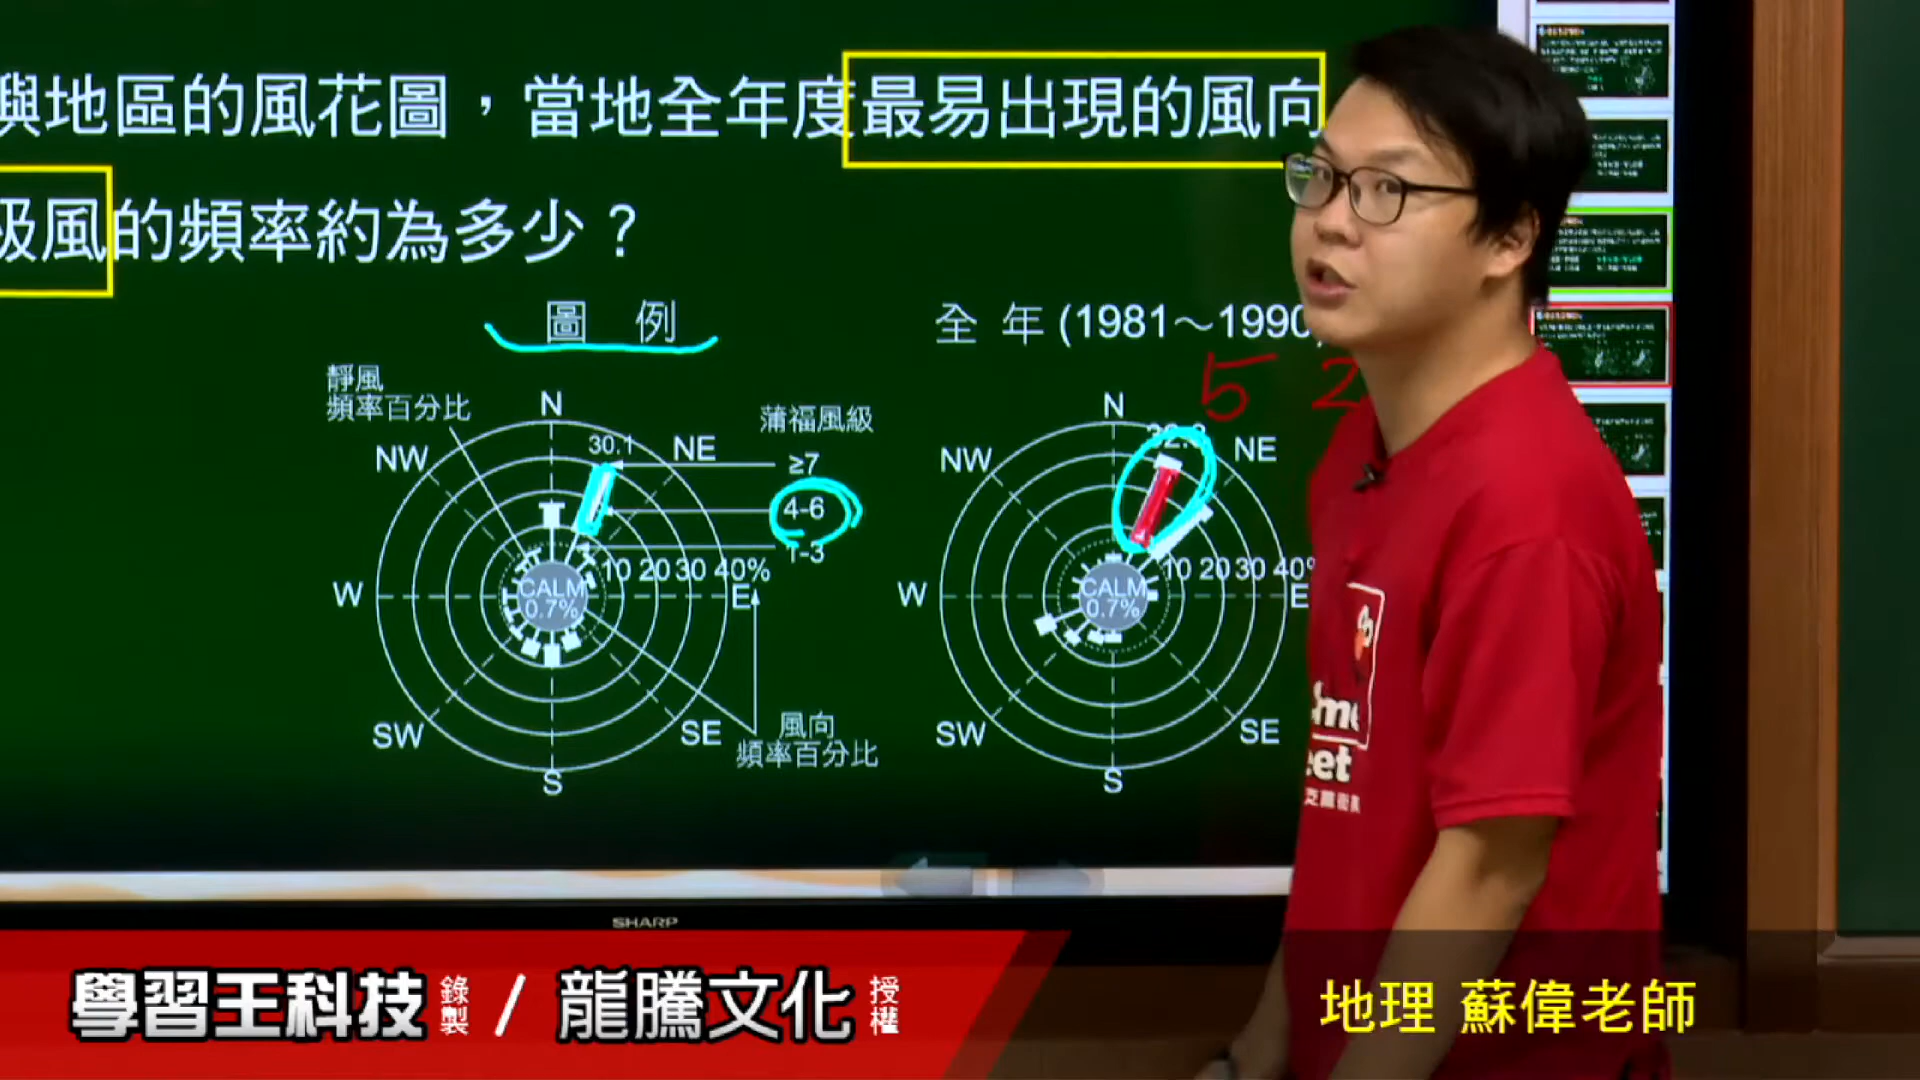 嶼地區的風花圖，當地全年度最易出現的風向
級風的頻率約為多少？
圖 例
全 年 (1981～1990)
5 2
靜風
頻率百分比
N
蒲福風級
30.1
NE
NW
≥7
4-6
1-3
10 20 30 40%
W
CALM
0.7%
E
SW
SE
S
風向
頻率百分比
N
NE
NW
10 20 30 40%
W
CALM
0.7%
E
SW
SE
S
SHARP
學習王科技 錄製 / 龍騰文化 授權
地理 蘇偉老師